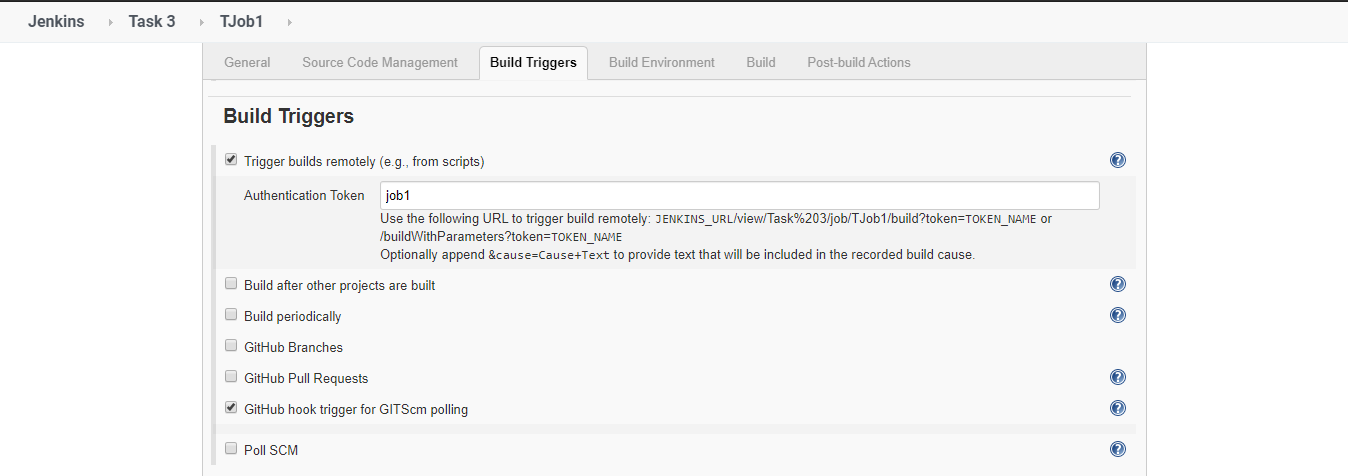 Jenkins Task 3 TJob1
General Source Code Management Build Triggers Build Environment Build Post-build Actions
Build Triggers
Trigger builds remotely (e.g., from scripts) ?
Authentication Token job1
Use the following URL to trigger build remotely: JENKINS_URL/view/Task%203/job/TJob1/build?token=TOKEN_NAME or
/buildWithParameters?token=TOKEN_NAME
Optionally append &cause=Cause+Text to provide text that will be included in the recorded build cause.
Build after other projects are built ?
Build periodically ?
GitHub Branches
GitHub Pull Requests ?
GitHub hook trigger for GITScm polling ?
Poll SCM ?